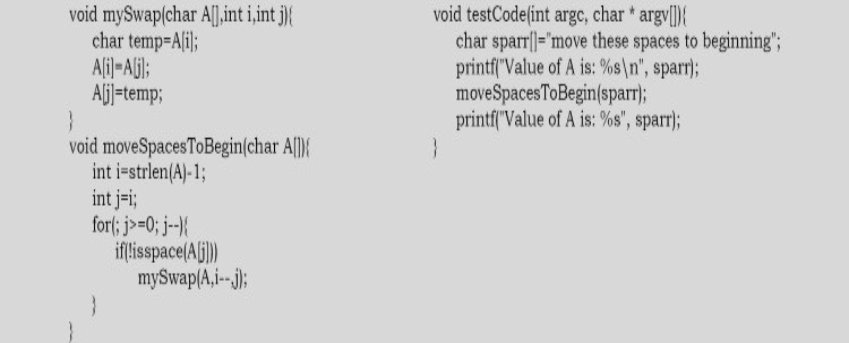 void mySwap(char A[],int i,int j){
char temp=A[i];
A[i]=A[j];
A[j]=temp;
}
void moveSpacesToBegin(char A[]){
int i=strlen(A)-1;
int j=i;
for(; j>=0; j--){
if(!isspace(A[j]))
mySwap(A,i--,j);
}
}
void testCode(int argc, char * argv[]){
char sparr[]="move these spaces to beginning";
printf("Value of A is: %s\n", sparr);
moveSpacesToBegin(sparr);
printf("Value of A is: %s", sparr);
}